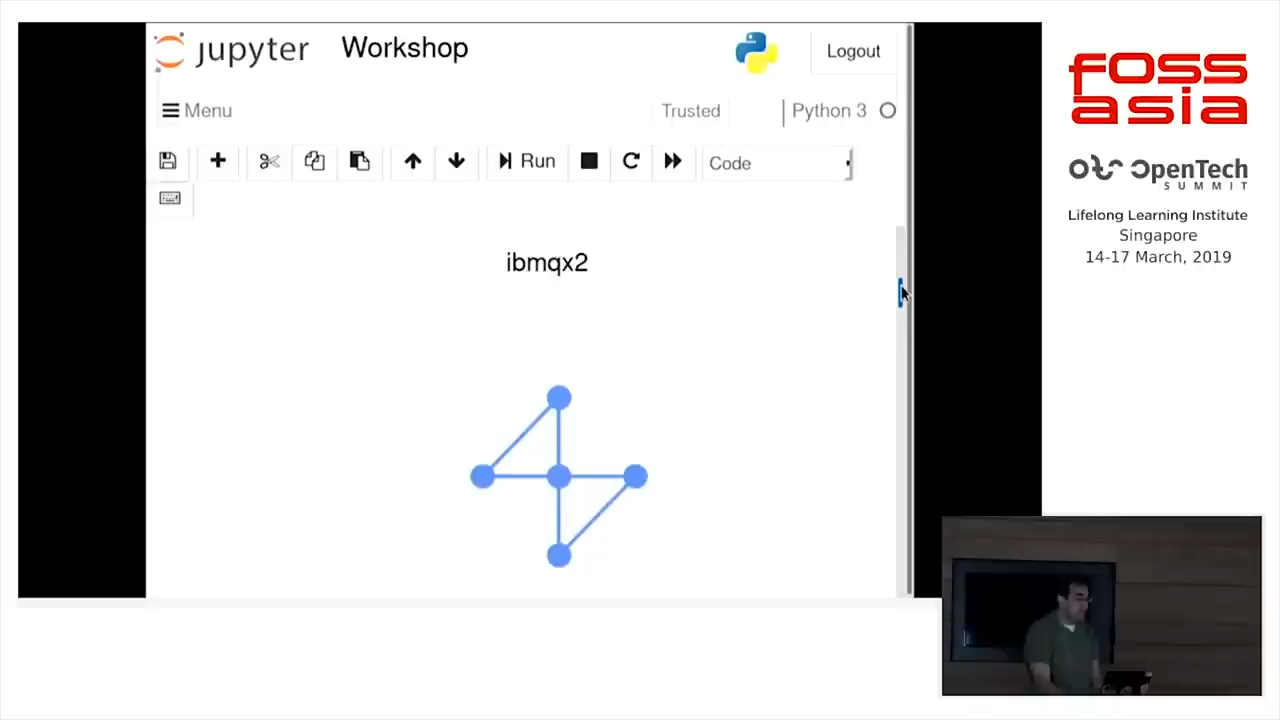 jupyter Workshop
Logout
Menu
Trusted
Python 3
Run
Code
ibmqx2
FOSS
asia
OpenTech
SUMMIT
Lifelong Learning Institute
Singapore
14-17 March, 2019